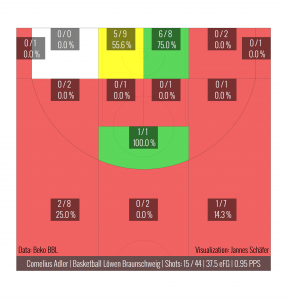 0 / 0
5 / 9
6 / 8
0 / 2
0.0 %
55.6 %
75.0 %
0.0 %
0 / 1
0.0 %
0 / 1
0.0 %
0 / 2
0 / 1
0 / 1
0 / 1
0.0 %
0.0 %
0.0 %
0.0 %
1 / 1
100.0 %
2 / 8
0 / 2
1 / 7
25.0 %
0.0 %
14.3 %
Data: Beko BBL
Visualization: Jannes Schäfer
Cornelius Adler | Basketball Löwen Braunschweig | Shots: 15 / 44 | 37.5 eFG | 0.95 PPS